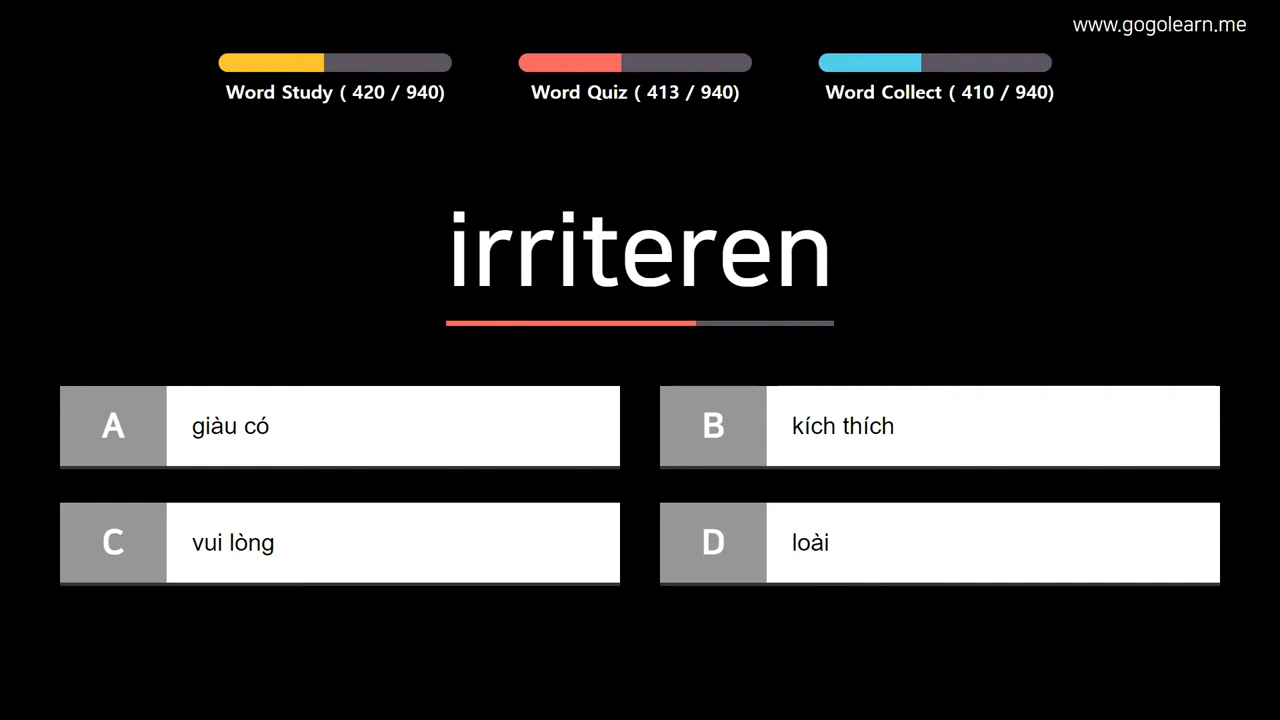 www.gogolearn.me
Word Study ( 420 / 940)
Word Quiz ( 413 / 940)
Word Collect ( 410 / 940)
irriteren
A giàu có
B kích thích
C vui lòng
D loài